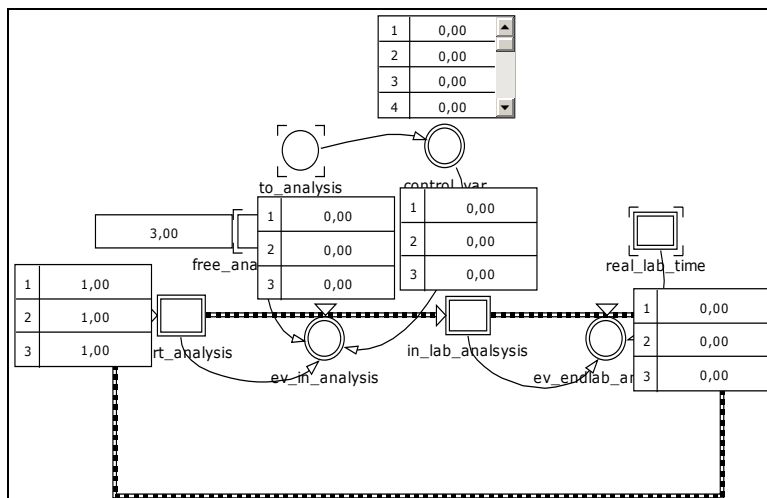 1 0,00
2 0,00
3 0,00
4 0,00
to_analysis
control_var
3,00
free_ana
1 0,00
2 0,00
3 0,00
1 0,00
2 0,00
3 0,00
real_lab_time
1 1,00
2 1,00
3 1,00
rt_analysis
ev_in_analysis
in_lab_analsysis
ev_endlab_an
1 0,00
2 0,00
3 0,00